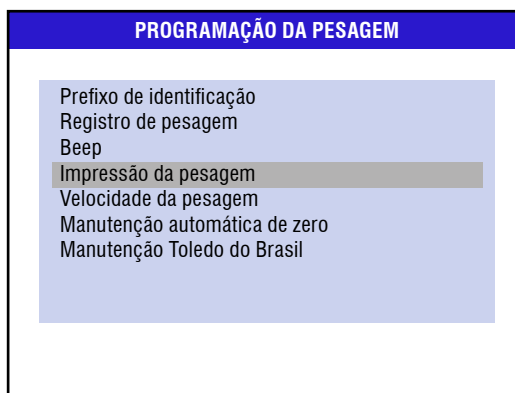 PROGRAMAÇÃO DA PESAGEM
Prefixo de identificação
Registro de pesagem
Beep
Impressão da pesagem
Velocidade da pesagem
Manutenção automática de zero
Manutenção Toledo do Brasil